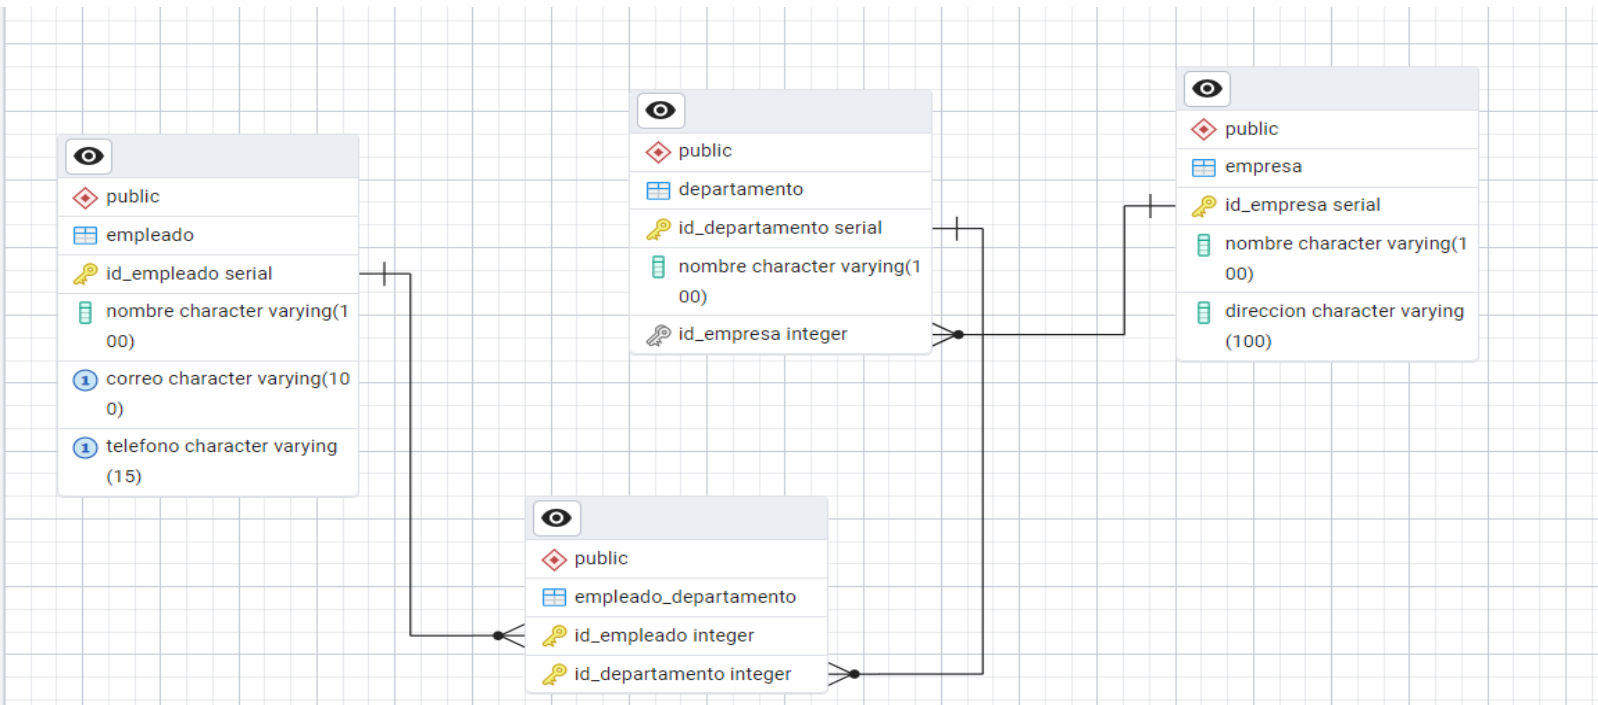 public
empleado
id_empleado serial
nombre character varying(1
00)
1 correo character varying(10
0)
1 telefono character varying
(15)
public
departamento
id_departamento serial
nombre character varying(1
00)
id_empresa integer
public
empresa
id_empresa serial
nombre character varying(1
00)
direccion character varying
(100)
public
empleado_departamento
id_empleado integer
id_departamento integer